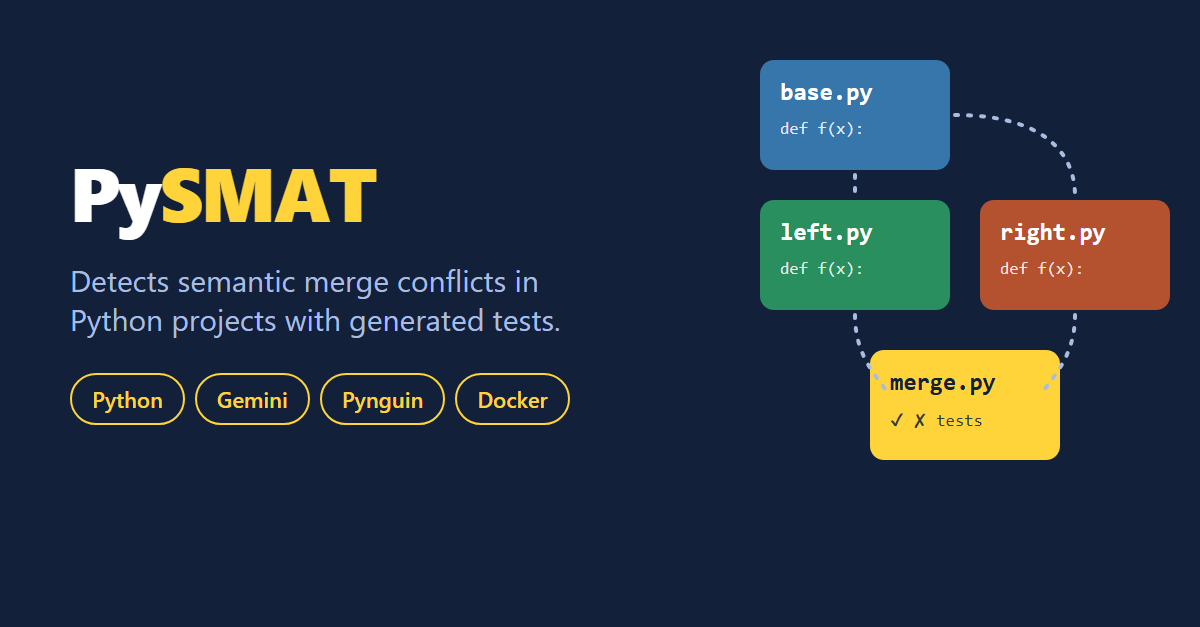 PySMAT
Detects semantic merge conflicts in
Python projects with generated tests.
Python
Gemini
Pynguin
Docker
base.py
def f(x):
left.py
def f(x):
right.py
def f(x):
merge.py
✓ ✗ tests